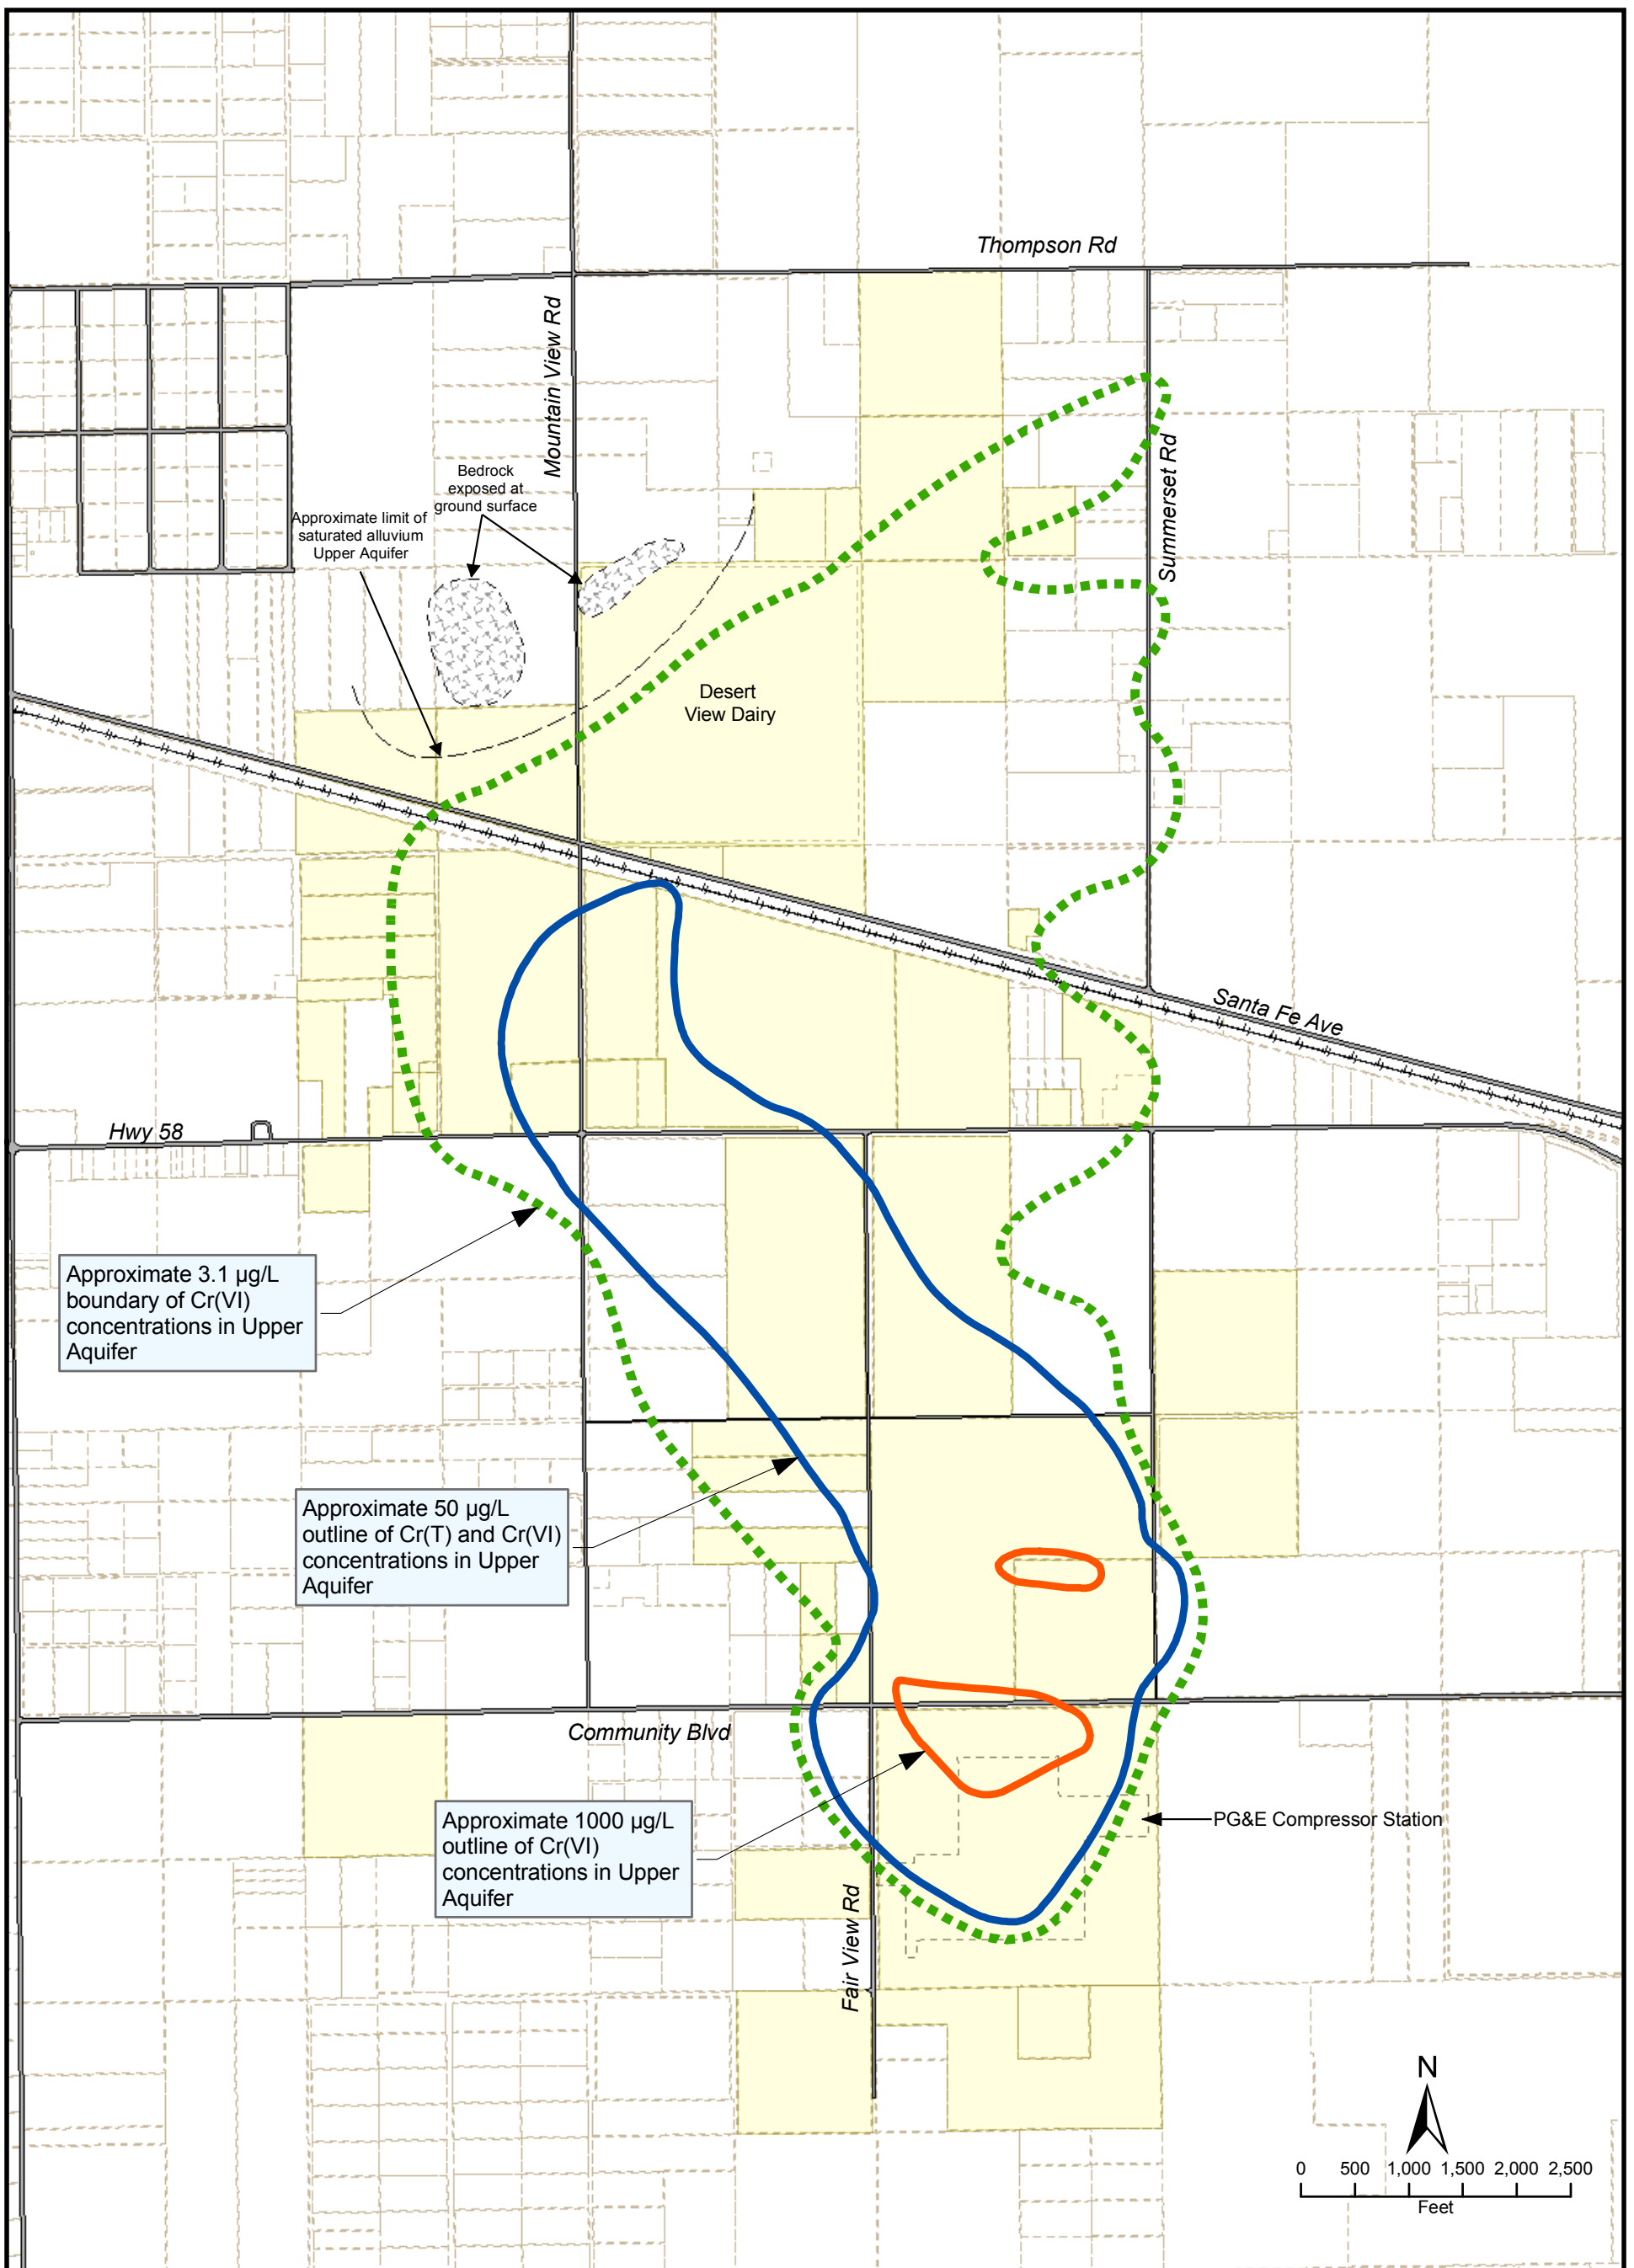 Thompson Rd
Mountain View Rd
Bedrock
exposed at
ground surface
Summerset Rd
Approximate limit of
saturated alluvium
Upper Aquifer
Desert
View Dairy
Santa Fe Ave
Hwy 58
Approximate 3.1 µg/L
boundary of Cr(VI)
concentrations in Upper
Aquifer
Approximate 50 µg/L
outline of Cr(T) and Cr(VI)
concentrations in Upper
Aquifer
Community Blvd
Approximate 1000 µg/L
outline of Cr(VI)
concentrations in Upper
Aquifer
PG&E Compressor Station
Fair View Rd
N
0 500 1,000 1,500 2,000 2,500
Feet